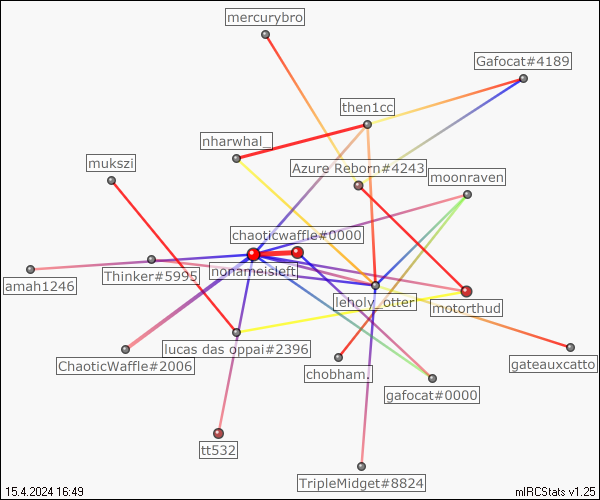 mercurybro
Gafocat#4189
then1cc
nharwhal_
mukszi
Azure Reborn#4243
moonraven
chaoticwaffle#0000
Thinker#5995
nonameisleft
amah1246
leholy_otter
motorthud
lucas das oppai#2396
ChaoticWaffle#2006
chobham.
gateauxcatto
gafocat#0000
tt532
TripleMidget#8824
15.4.2024 16:49
mIRCStats v1.25